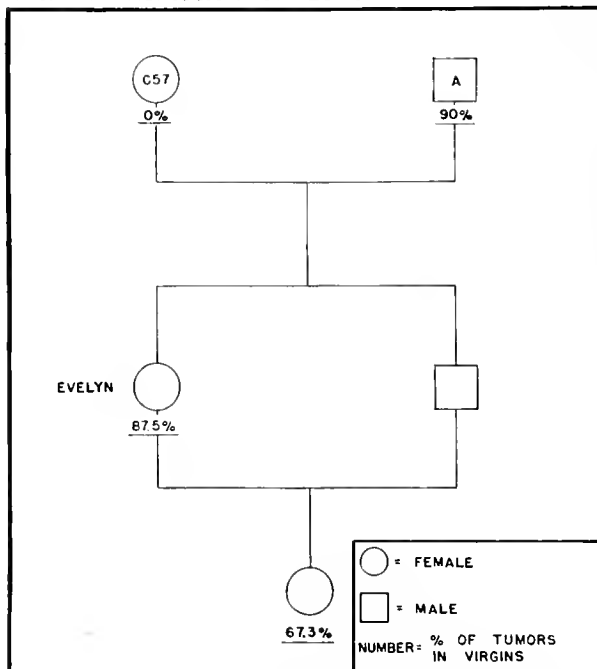 C57
A
0%
90%
EVELYN
87.5%
67.3%
= FEMALE
= MALE
NUMBER= % OF TUMORS
IN VIRGINS